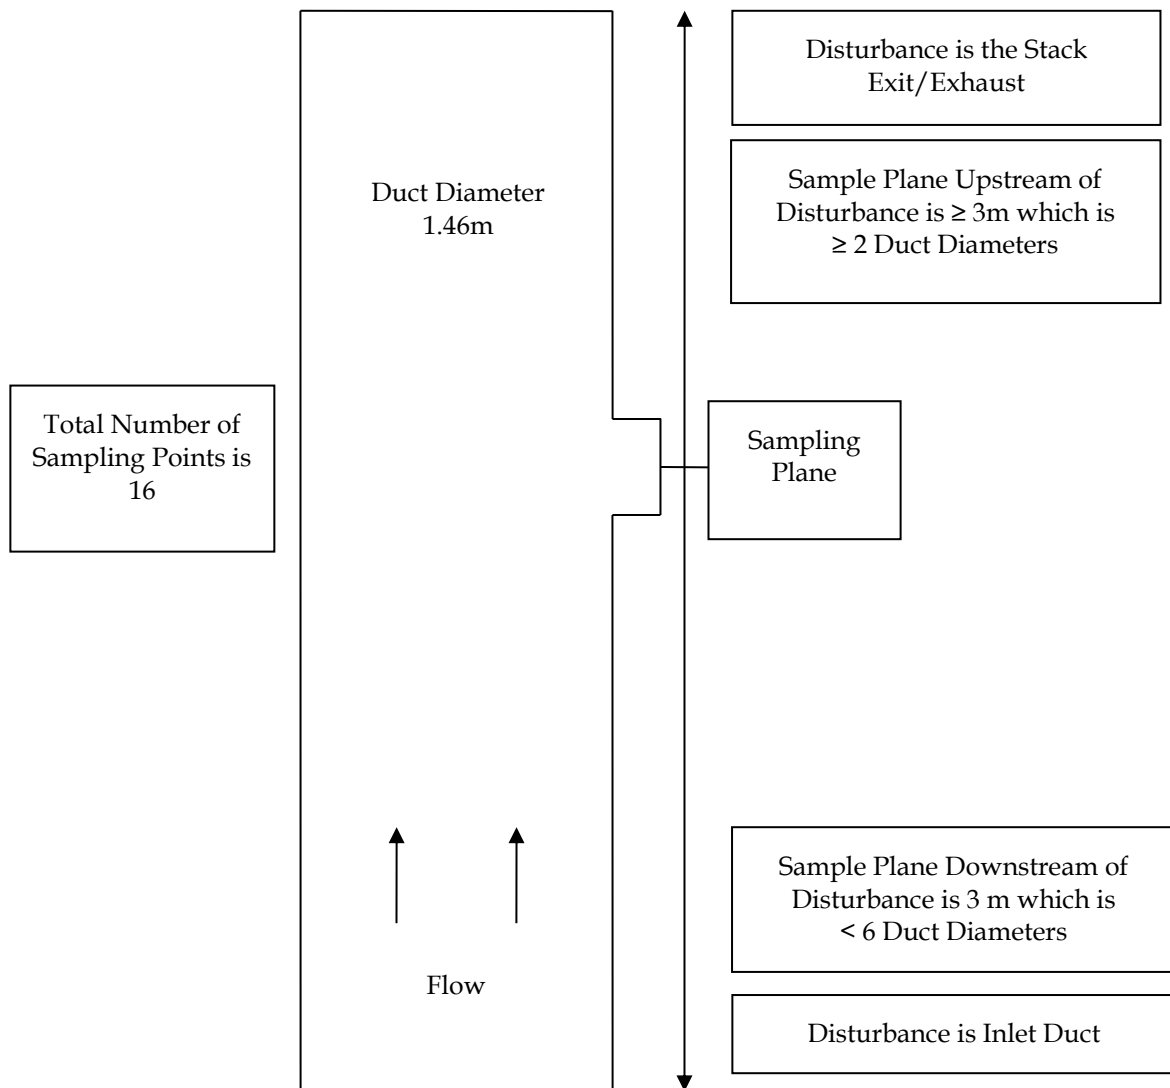 Disturbance is the Stack
Exit/Exhaust
Sample Plane Upstream of
Disturbance is ≥ 3m which is
≥ 2 Duct Diameters
Duct Diameter
1.46m
Total Number of
Sampling Points is
16
Sampling
Plane
Sample Plane Downstream of
Disturbance is 3 m which is
< 6 Duct Diameters
Flow
Disturbance is Inlet Duct